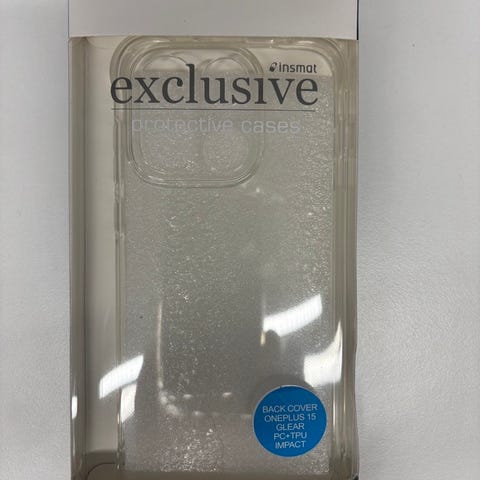 insmat
exclusive
protective cases
BACK COVER
ONEPLUS 15
GLEAR
PC+TPU
IMPACT